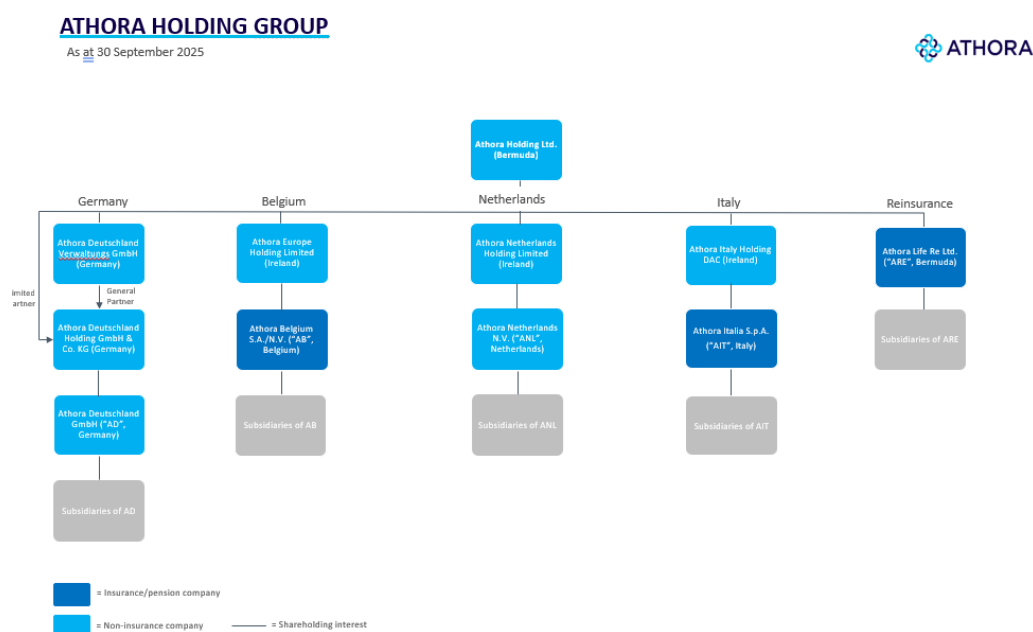 ATHORA HOLDING GROUP
As at 30 September 2025
ATHORA
Athora Holding Ltd.
(Bermuda)
Germany
Belgium
Netherlands
Italy
Reinsurance
Athora Deutschland
Verwaltungs GmbH
(Germany)
Athora Europe
Holding Limited
(Ireland)
Athora Netherlands
Holding Limited
(Ireland)
Athora Italy Holding
DAC (Ireland)
Athora Life Re Ltd.
("ARE", Bermuda)
imited
artner
General
Partner
Athora Deutschland
Holding GmbH &
Co. KG (Germany)
Athora Belgium
S.A./N.V. ("AB",
Belgium)
Athora Netherlands
N.V. ("ANL",
Netherlands)
Athora Italia S.p.A.
("AIT", Italy)
Subsidiaries of ARE
Athora Deutschland
GmbH ("AD",
Germany)
Subsidiaries of AB
Subsidiaries of ANL
Subsidiaries of AIT
Subsidiaries of AD
= Insurance/pension company
= Non-insurance company
= Shareholding interest